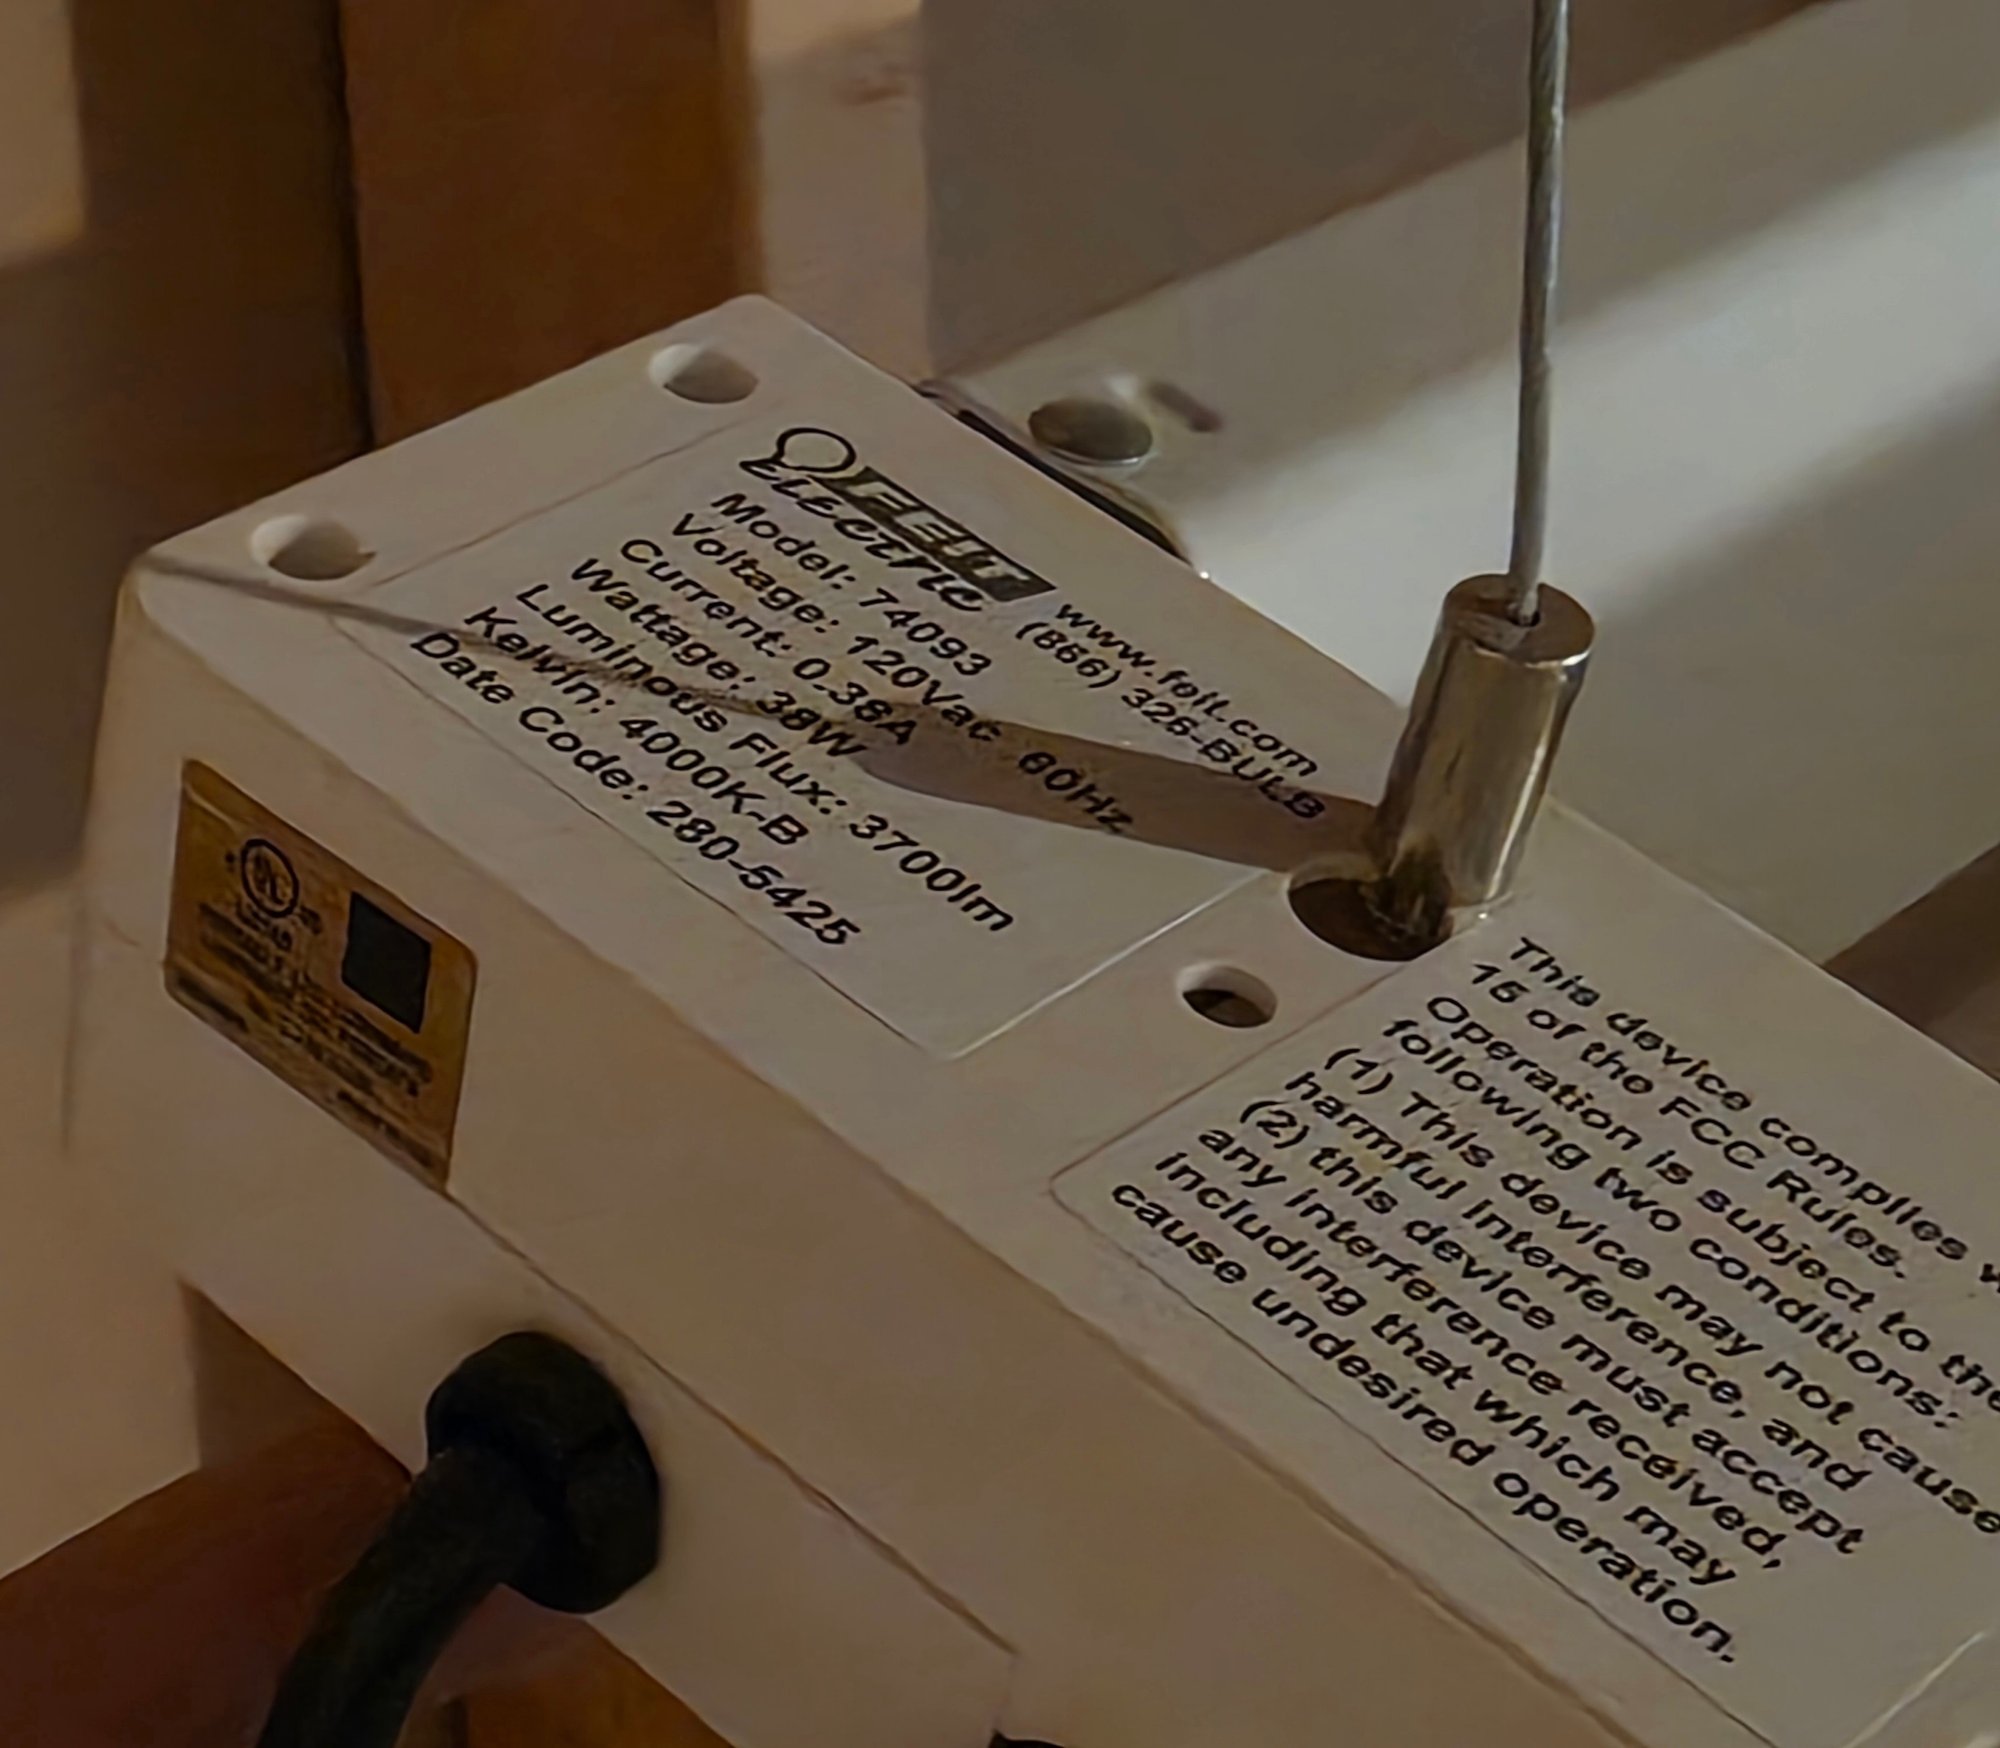 FEIT
ELECTRIC
www.feit.com
(866) 326-BULB
Model: 74093
Voltage: 120Vac 60Hz
Current: 0.38A
Wattage: 38W
Luminous Flux: 3700lm
Kelvin: 4000K-B
Date Code: 280-5425
This device complies
15 of the FCC Rules.
Operation is subject to the
following two conditions:
(1) This device may not cause
harmful interference, and
(2) this device must accept
any interference received,
including that which may
cause undesired operation.
UL